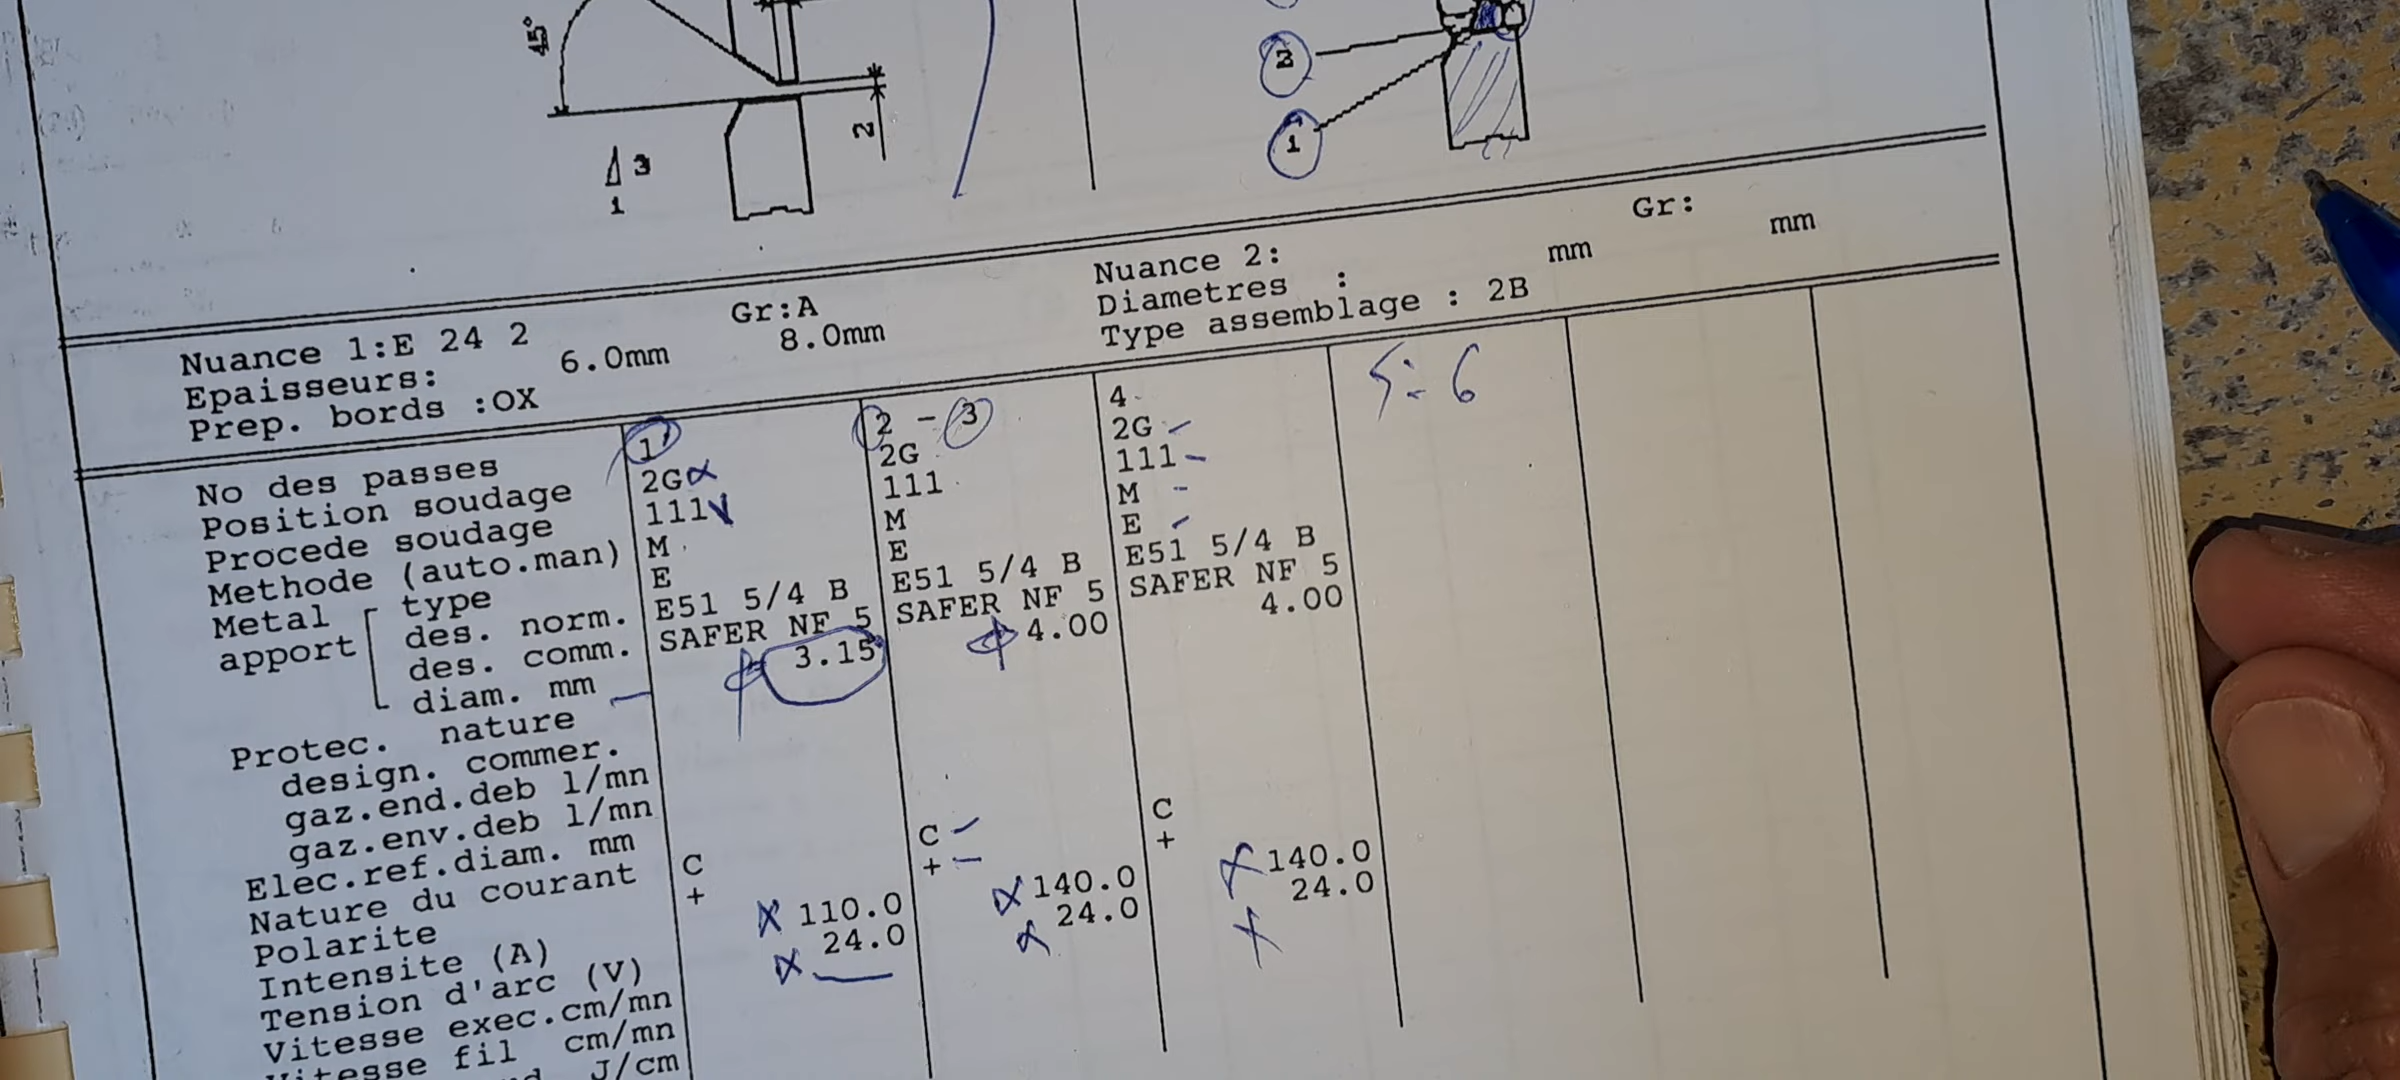 45°
2
3
1
2
1
Nuance 1:E 24 2 Gr:A
Epaisseurs: 6.0mm 8.0mm
Prep. bords :OX
Nuance 2: Gr:
Diametres : mm mm
Type assemblage : 2B
No des passes 1 2 - 3 4 5 - 6
Position soudage 2G 2G 2G
Procede soudage 111 111 111
Methode (auto.man) M M M
Metal type E E E
apport des. norm. E51 5/4 B E51 5/4 B E51 5/4 B
des. comm. SAFER NF 5 SAFER NF 5 SAFER NF 5
diam. mm 3.15 4.00 4.00
Protec. nature
design. commer.
gaz.end.deb l/mn
gaz.env.deb l/mn
Elec.ref.diam. mm
Nature du courant C C C
Polarite + + +
Intensite (A) 110.0 140.0 140.0
Tension d'arc (V) 24.0 24.0 24.0
Vitesse exec.cm/mn
Vitesse fil cm/mn
J/cm